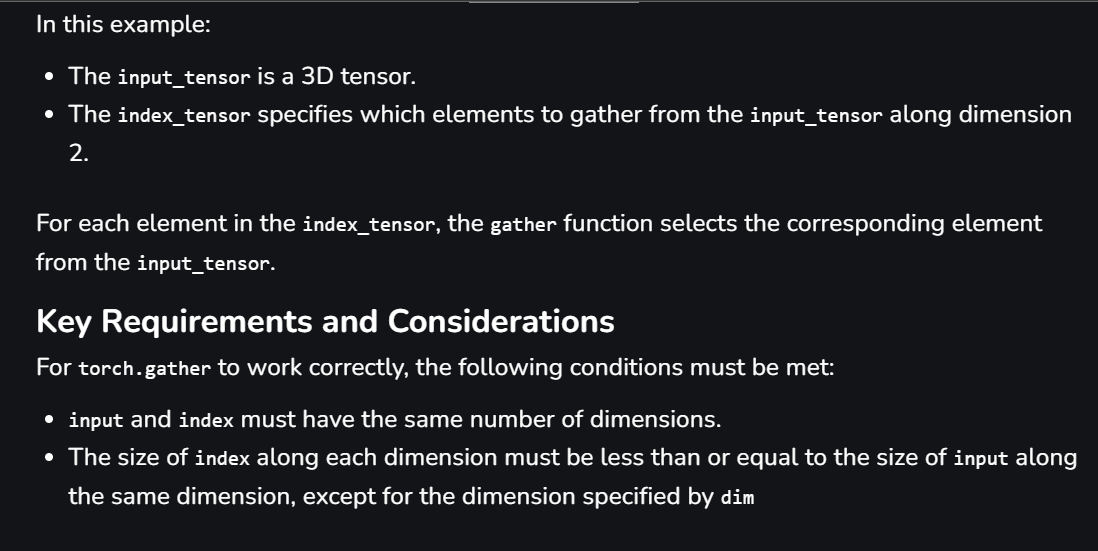 In this example:
• The input_tensor is a 3D tensor.
• The index_tensor specifies which elements to gather from the input_tensor along dimension
2.
For each element in the index_tensor, the gather function selects the corresponding element
from the input_tensor.
Key Requirements and Considerations
For torch.gather to work correctly, the following conditions must be met:
• input and index must have the same number of dimensions.
• The size of index along each dimension must be less than or equal to the size of input along
the same dimension, except for the dimension specified by dim